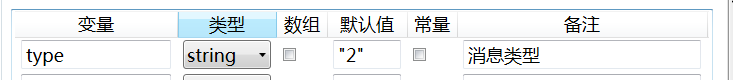 变量 类型 数组 默认值 常量 备注
type string "2" 消息类型